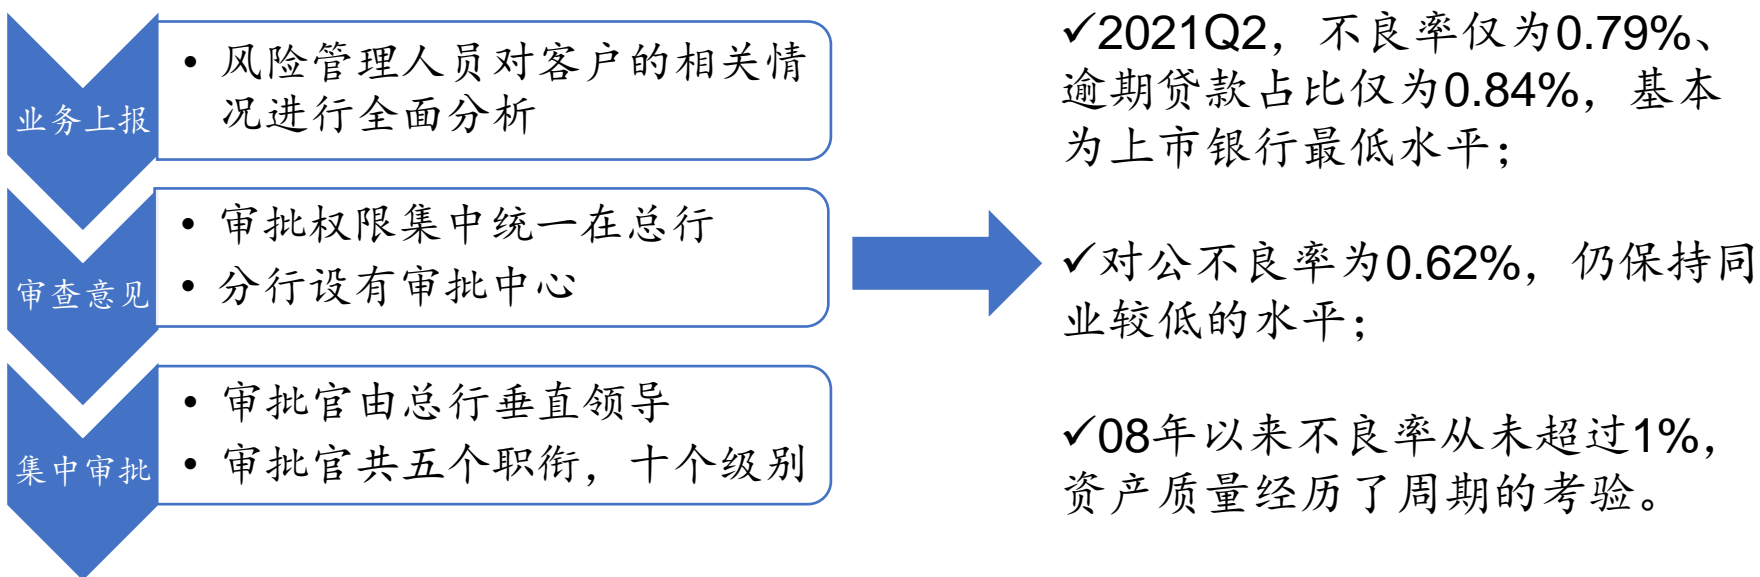 业务上报
• 风险管理人员对客户的相关情
况进行全面分析
审查意见
• 审批权限集中统一在总行
• 分行设有审批中心
集中审批
• 审批官由总行垂直领导
• 审批官共五个职衔，十个级别
✓2021Q2，不良率仅为0.79%、
逾期贷款占比仅为0.84%，基本
为上市银行最低水平；
✓对公不良率为0.62%，仍保持同
业较低的水平；
✓08年以来不良率从未超过1%，
资产质量经历了周期的考验。